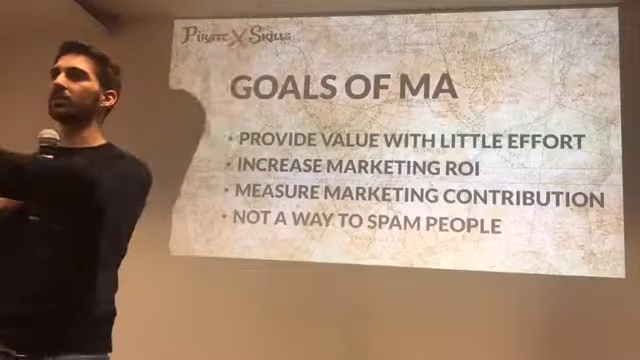 PIRATE X SKILLS
GOALS OF MA
• PROVIDE VALUE WITH LITTLE EFFORT
• INCREASE MARKETING ROI
• MEASURE MARKETING CONTRIBUTION
• NOT A WAY TO SPAM PEOPLE